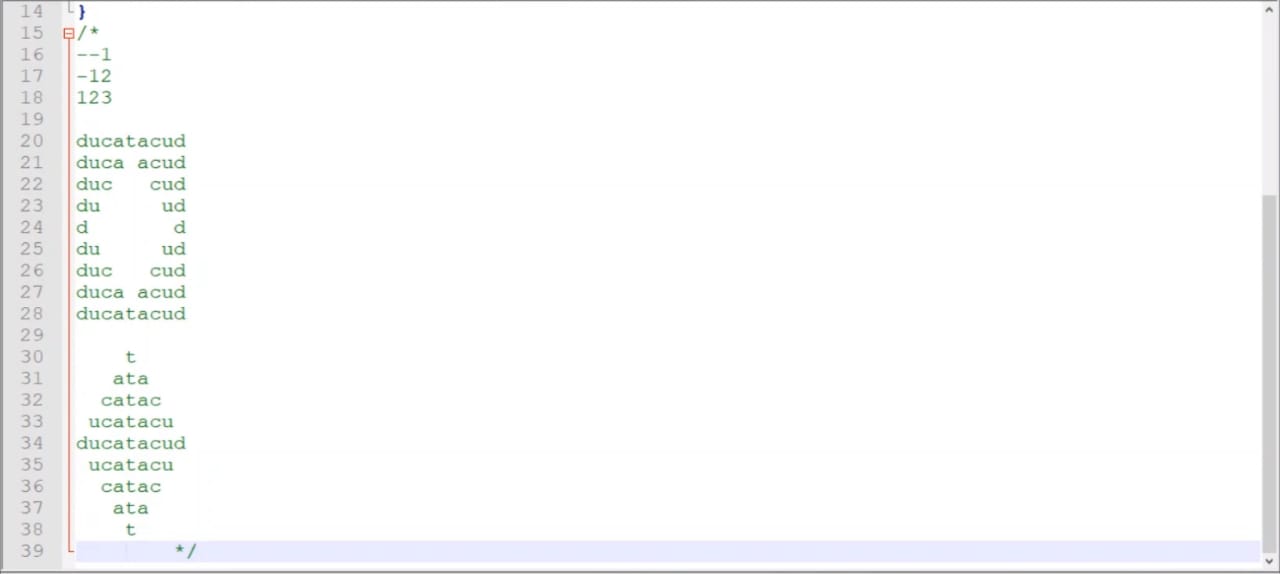 14 }
15 /*
16 --1
17 -12
18 123
19
20 ducatacud
21 duca acud
22 duc   cud
23 du     ud
24 d       d
25 du     ud
26 duc   cud
27 duca acud
28 ducatacud
29
30     t
31    ata
32   catac
33  ucatacu
34 ducatacud
35  ucatacu
36   catac
37    ata
38     t
39         */